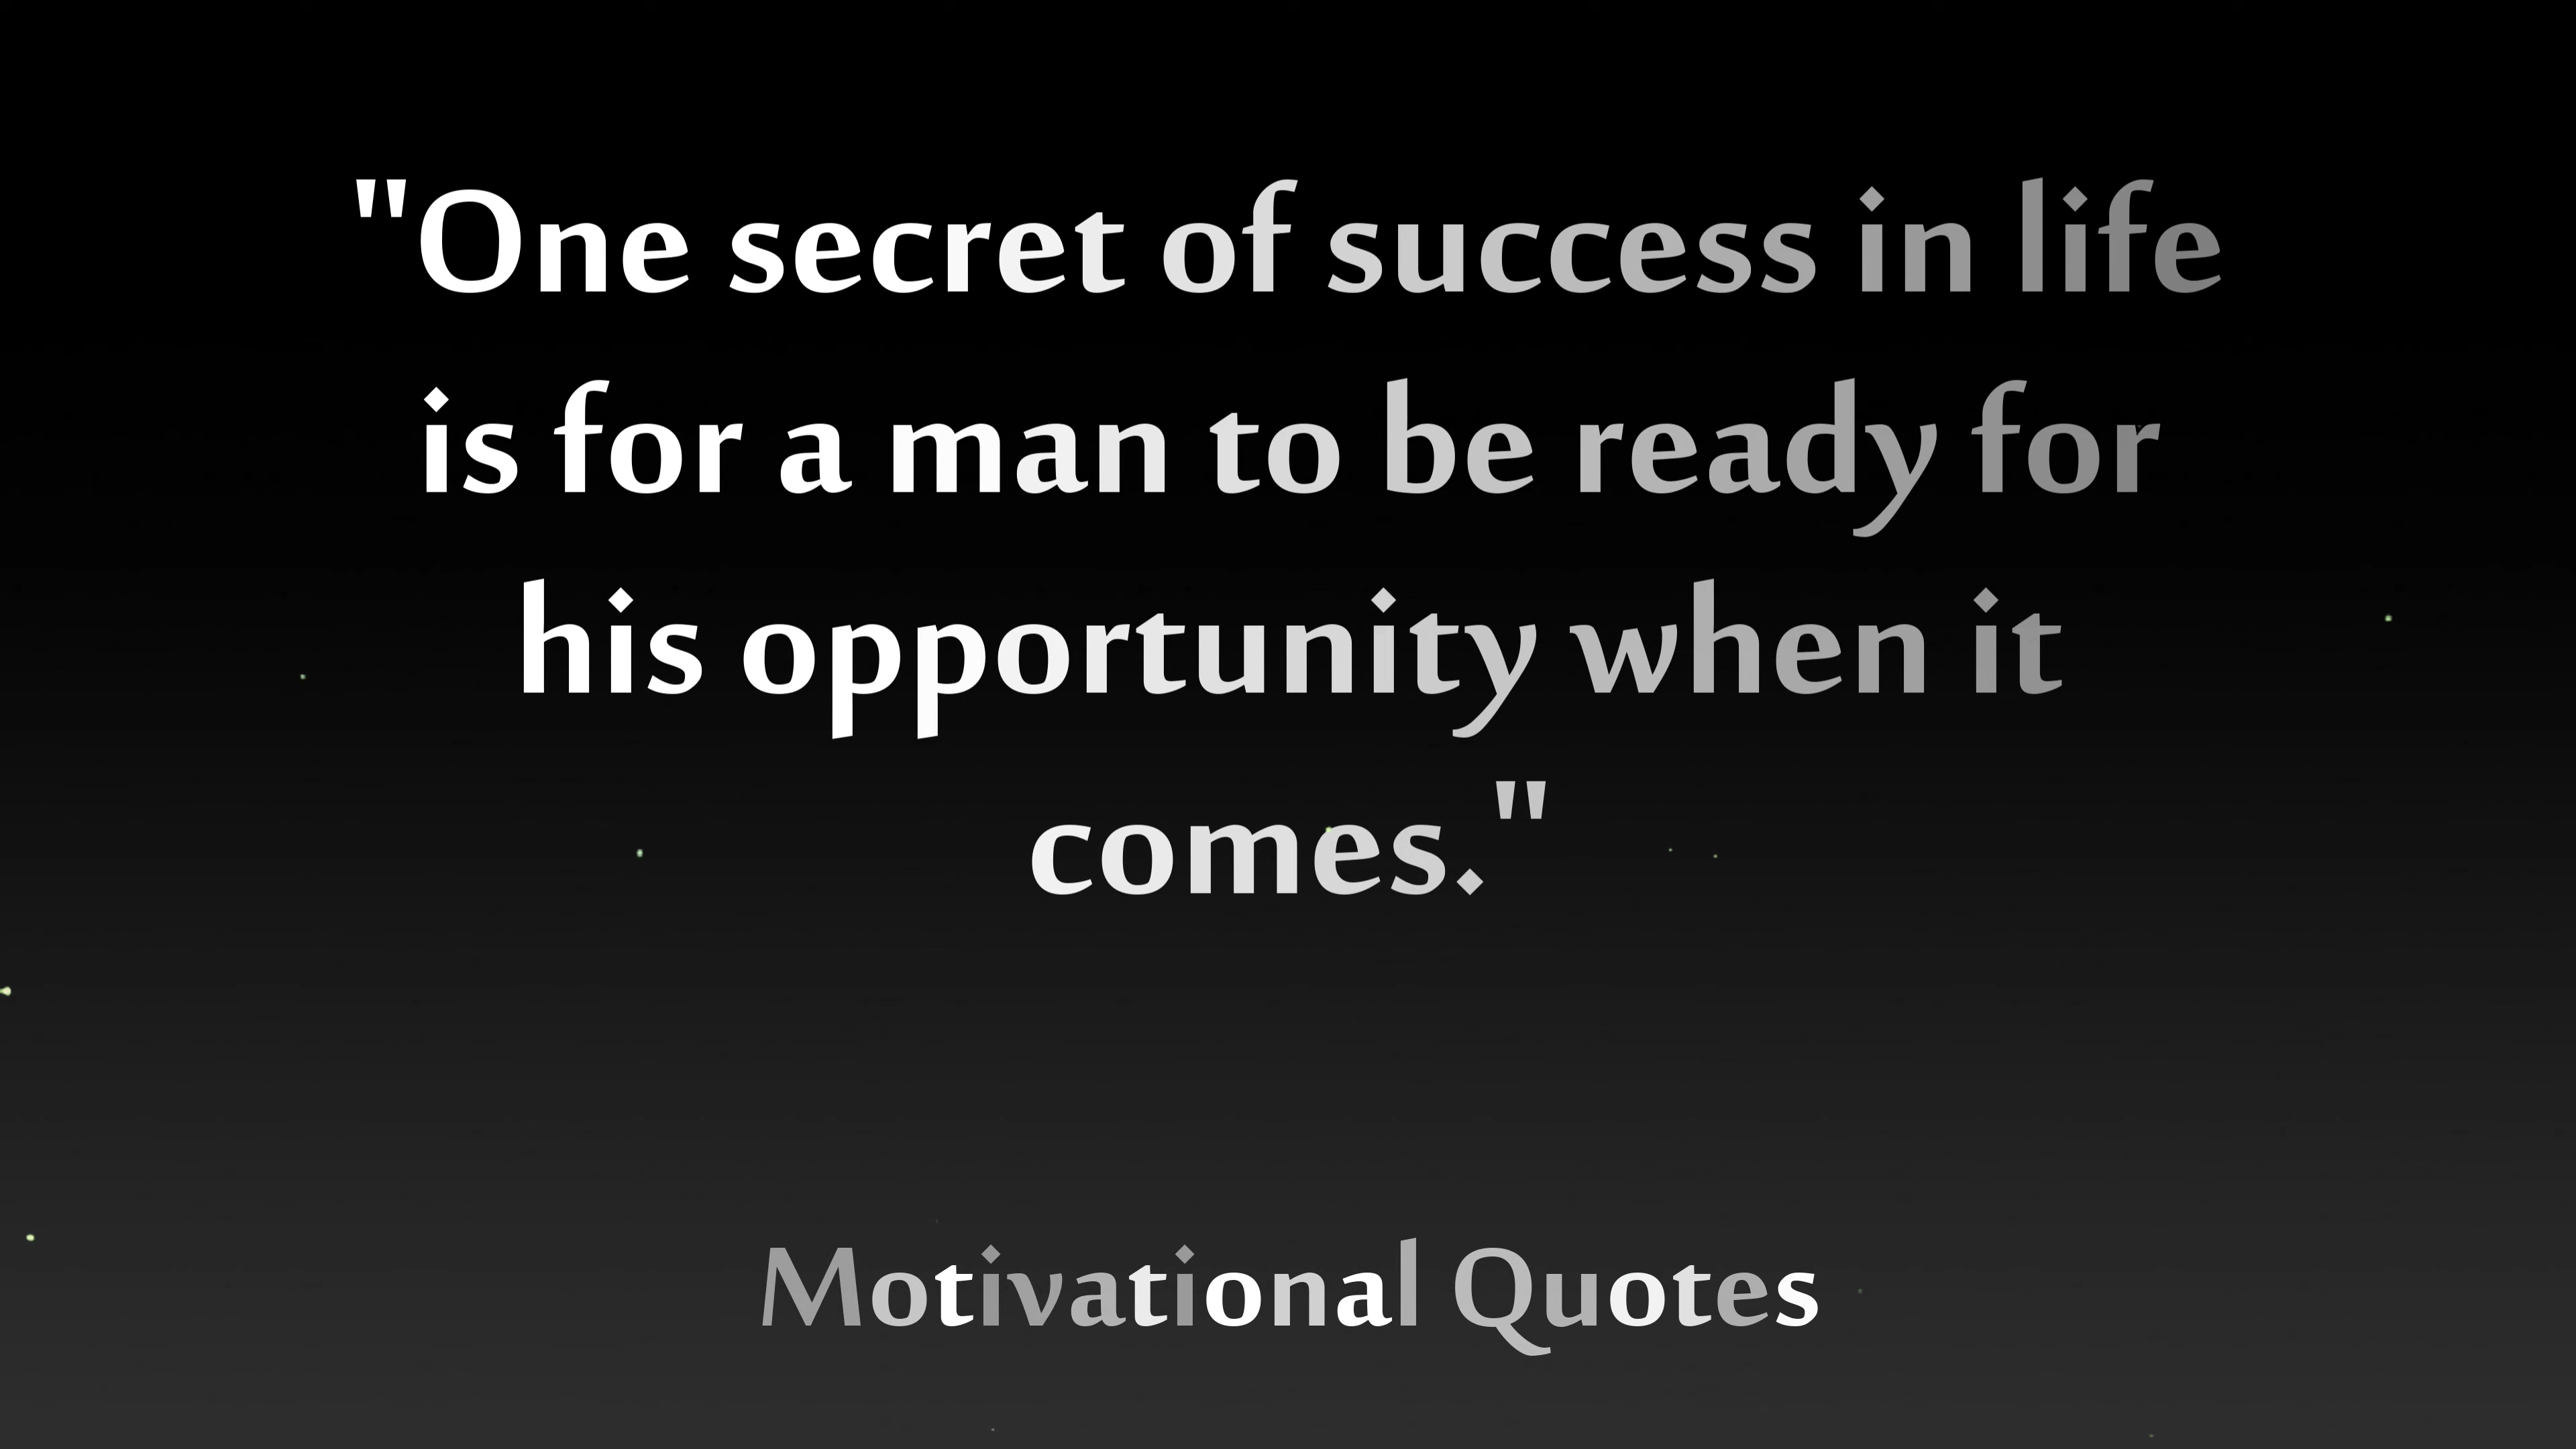 "One secret of success in life
is for a man to be ready for
his opportunity when it
comes."
Motivational Quotes